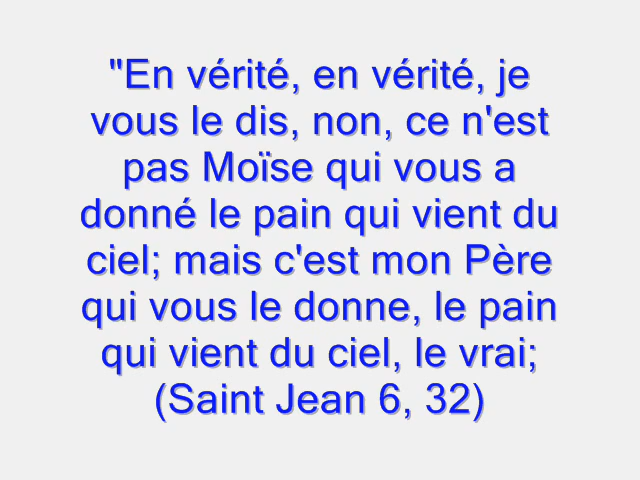 "En vérité, en vérité, je
vous le dis, non, ce n'est
pas Moïse qui vous a
donné le pain qui vient du
ciel; mais c'est mon Père
qui vous le donne, le pain
qui vient du ciel, le vrai;
(Saint Jean 6, 32)